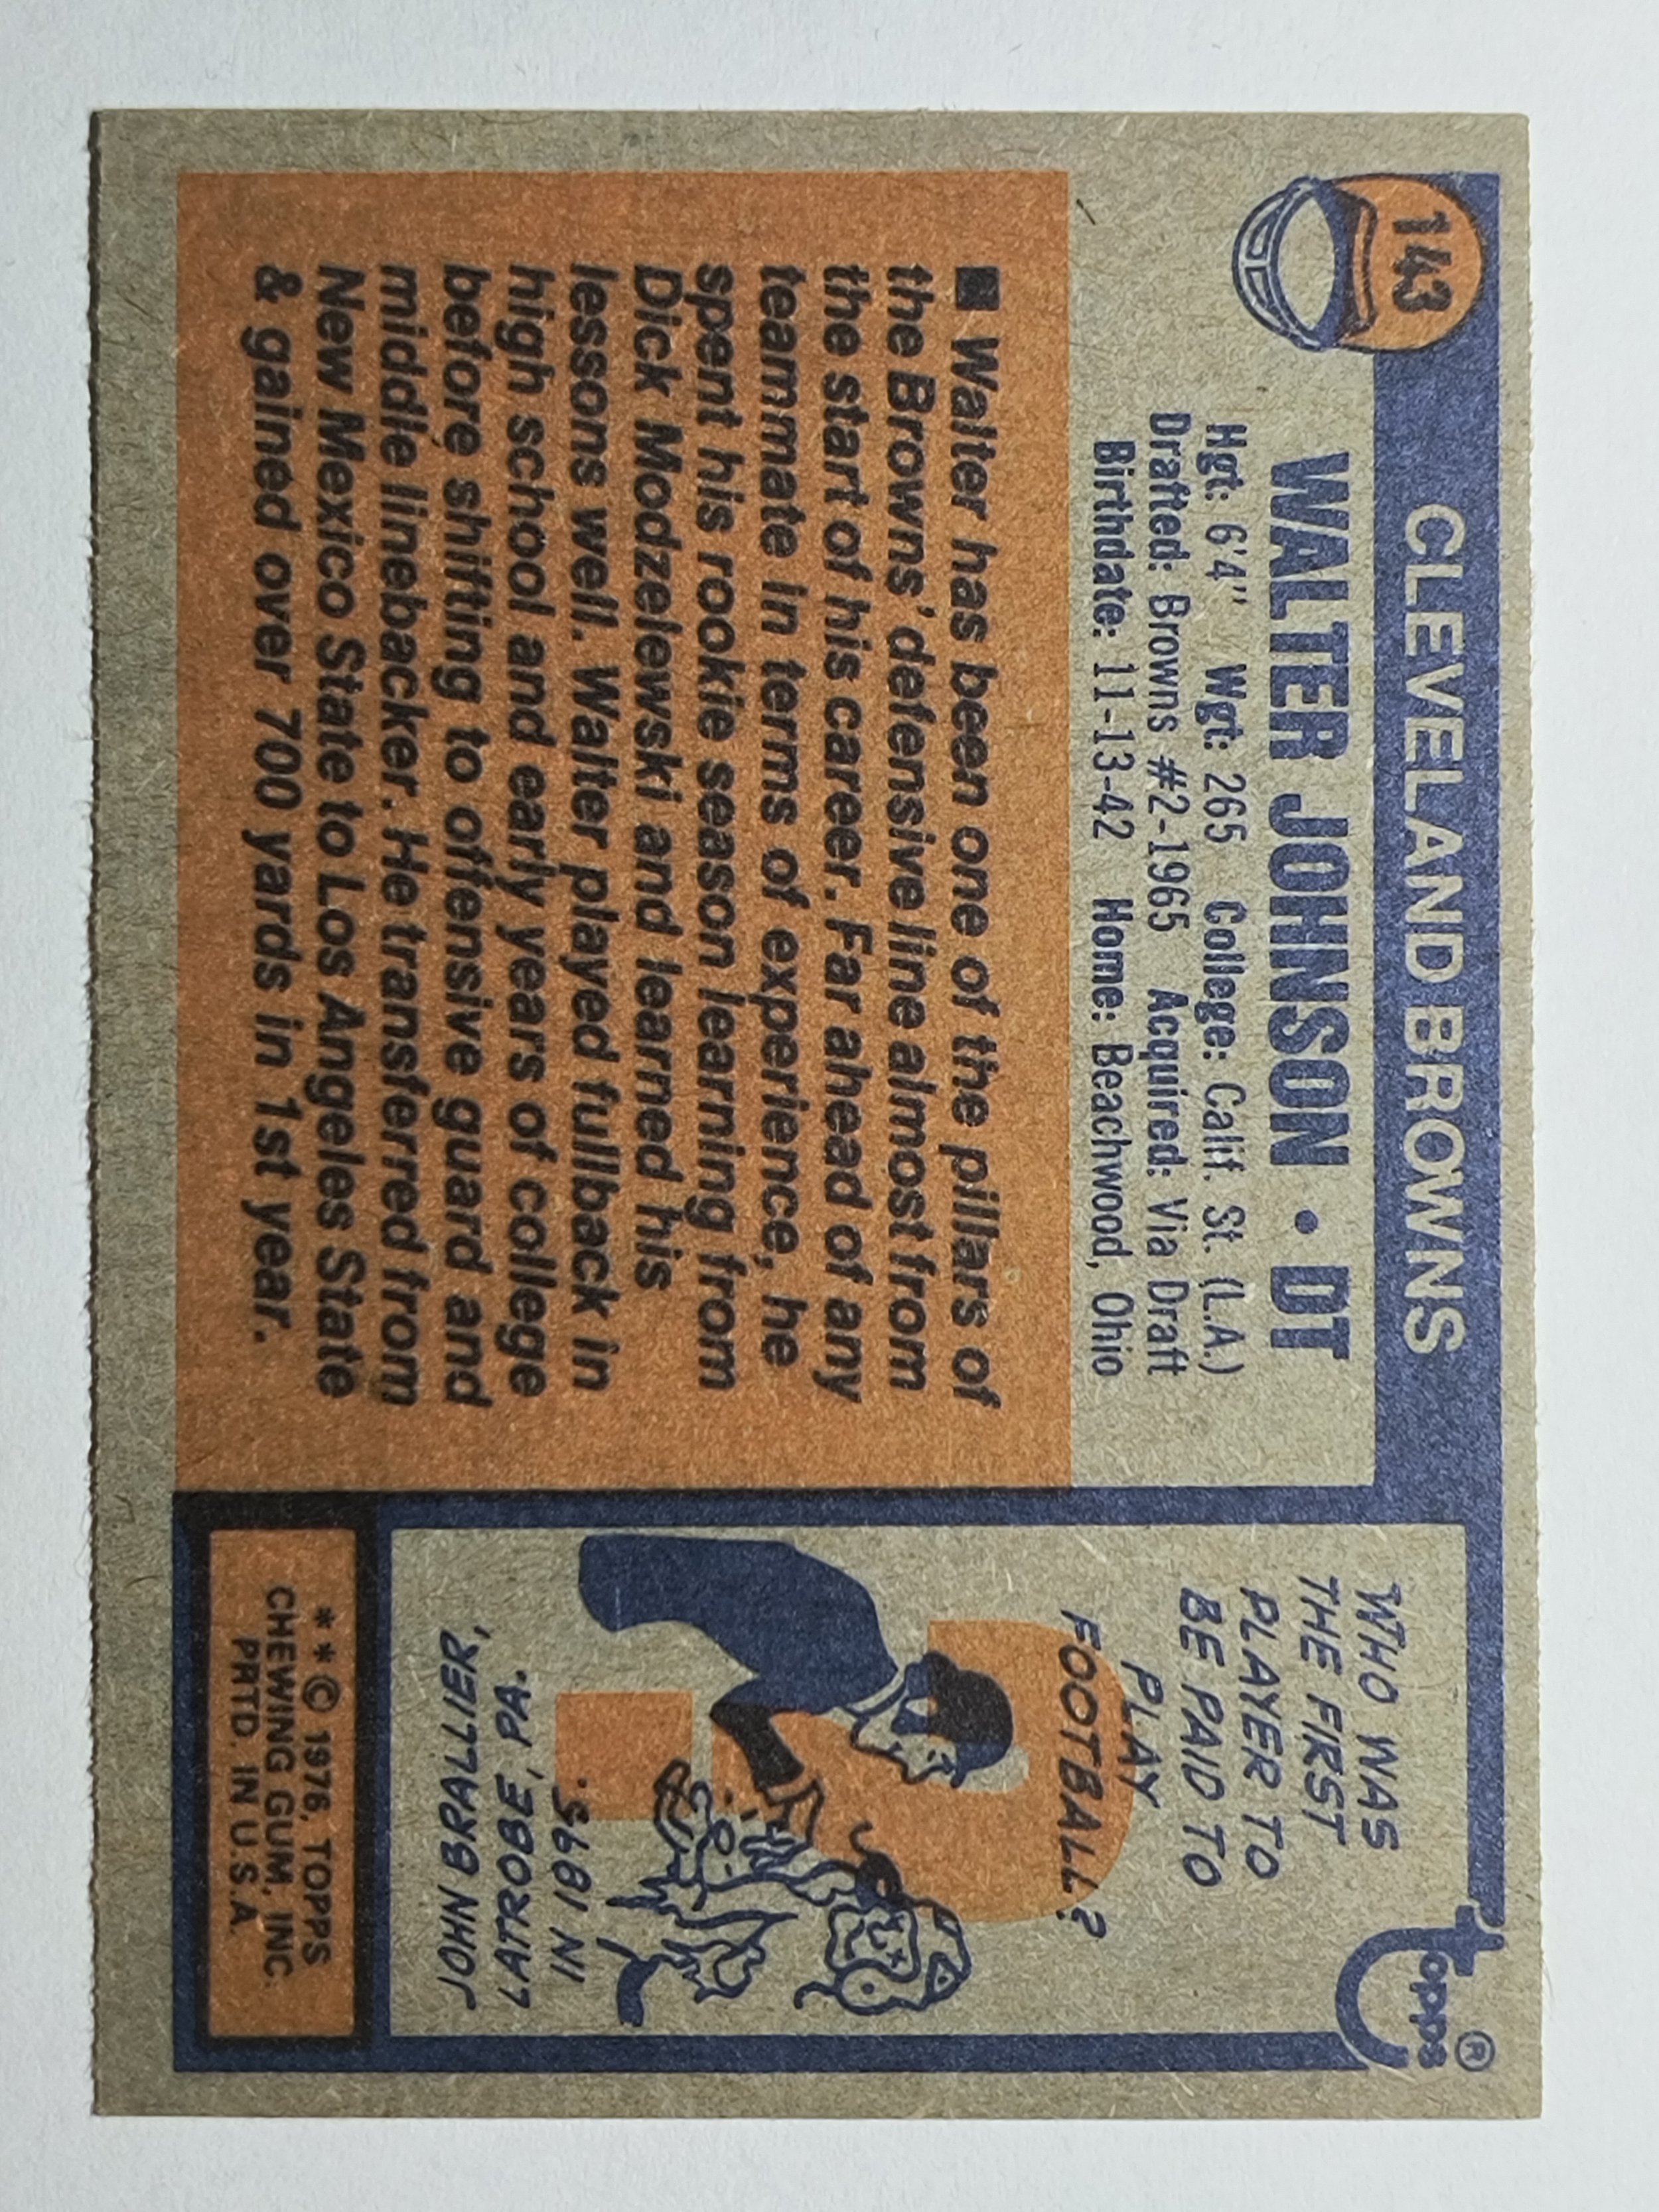 143
CLEVELAND BROWNS
WALTER JOHNSON • DT
Hgt: 6'4" Wgt: 265 College: Calif. St. (L.A.)
Drafted: Browns #2-1965 Acquired: Via Draft
Birthdate: 11-13-42 Home: Beachwood, Ohio
■ Walter has been one of the pillars of
the Browns' defensive line almost from
the start of his career. Far ahead of any
teammate in terms of experience, he
spent his rookie season learning from
Dick Modzelewski and learned his
lessons well. Walter played fullback in
high school and early years of college
before shifting to offensive guard and
middle linebacker. He transferred from
New Mexico State to Los Angeles State
& gained over 700 yards in 1st year.
topps®
WHO WAS
THE FIRST
PLAYER TO
BE PAID TO
PLAY
FOOTBALL?
JOHN BRALLIER,
LATROBE, PA.
IN 1895.
**© 1976, TOPPS
CHEWING GUM, INC.
PRTD. IN U.S.A.